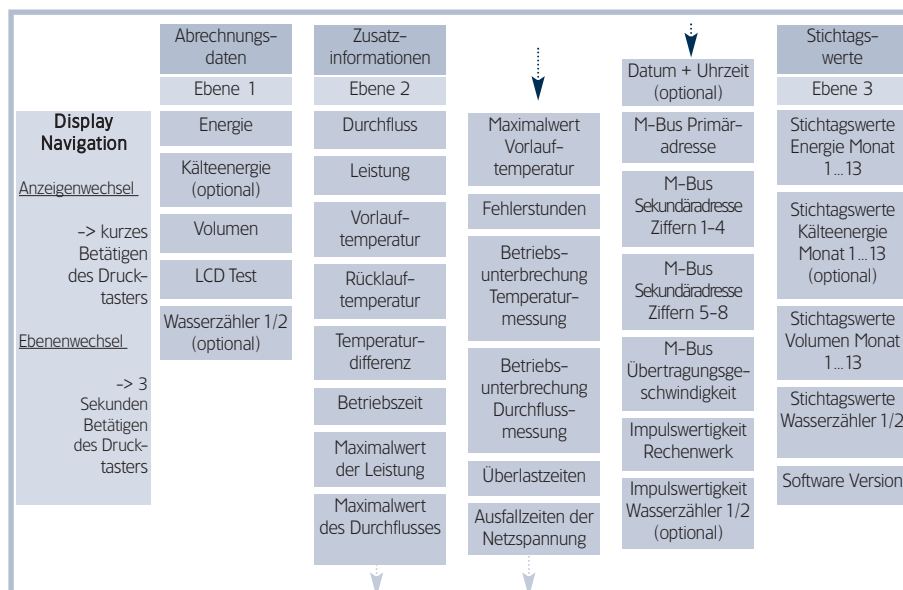 Display
Navigation
Anzeigenwechsel
-> kurzes
Betätigen
des Druck-
tasters
Ebenenwechsel
-> 3
Sekunden
Betätigen
des Druck-
tasters
Abrechnungs-
daten
Ebene 1
Energie
Kälteenergie
(optional)
Volumen
LCD Test
Wasserzähler 1/2
(optional)
Zusatz-
informationen
Ebene 2
Durchfluss
Leistung
Vorlauf-
temperatur
Rücklauf-
temperatur
Temperatur-
differenz
Betriebszeit
Maximalwert
der Leistung
Maximalwert
des Durchflusses
Maximalwert
Vorlauf-
temperatur
Fehlerstunden
Betriebs-
unterbrechung
Temperatur-
messung
Betriebs-
unterbrechung
Durchfluss-
messung
Überlastzeiten
Ausfallzeiten der
Netzspannung
Datum + Uhrzeit
(optional)
M-Bus Primär-
adresse
M-Bus
Sekundäradresse
Ziffern 1-4
M-Bus
Sekundäradresse
Ziffern 5-8
M-Bus
Übertragungsge-
schwindigkeit
Impulswertigkeit
Rechenwerk
Impulswertigkeit
Wasserzähler 1/2
(optional)
Stichtags-
werte
Ebene 3
Stichtagswerte
Energie Monat
1...13
Stichtagswerte
Kälteenergie
Monat 1...13
(optional)
Stichtagswerte
Volumen Monat
1...13
Stichtagswerte
Wasserzähler 1/2
Software Version